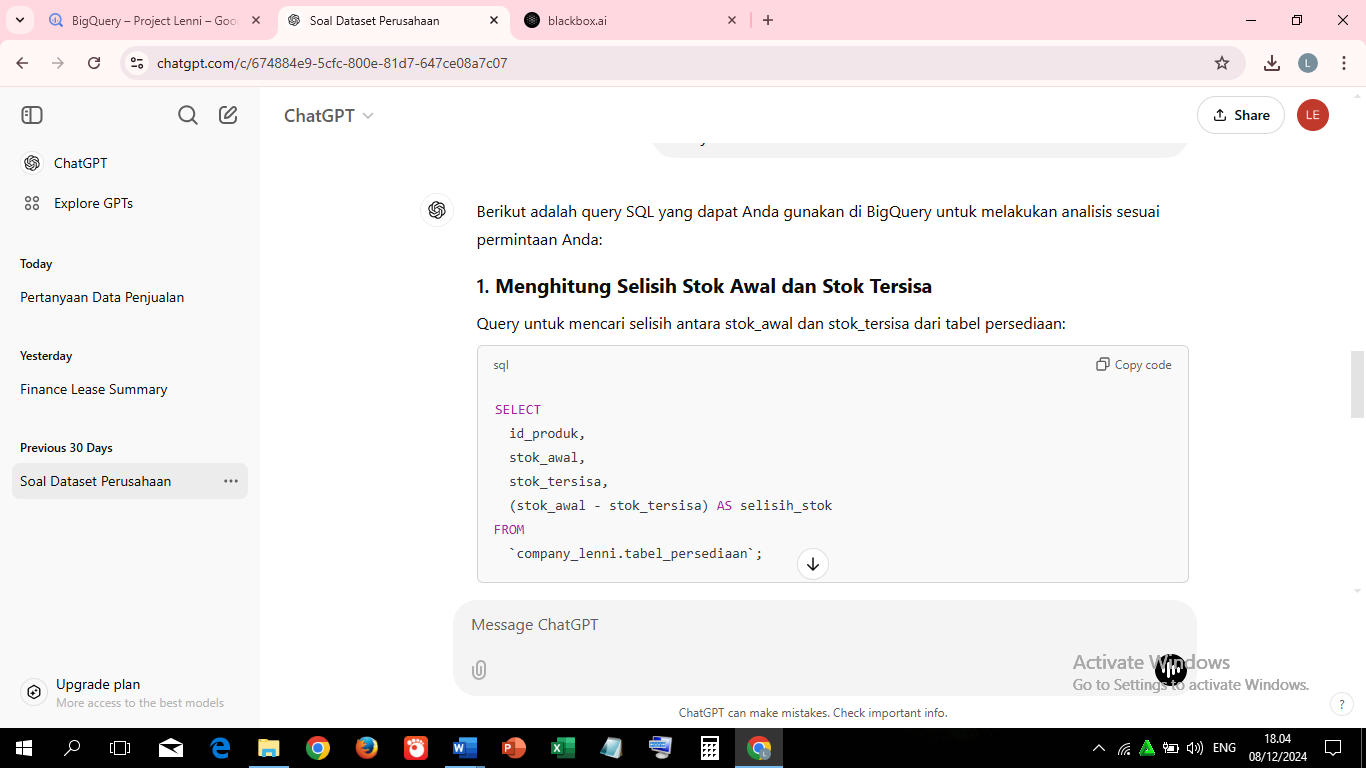 BigQuery – Project Lenni – Goo
Soal Dataset Perusahaan
blackbox.ai
chatgpt.com/c/674884e9-5cfc-800e-81d7-647ce08a7c07
L
ChatGPT
Share
LE
ChatGPT
Explore GPTs
Today
Pertanyaan Data Penjualan
Yesterday
Finance Lease Summary
Previous 30 Days
Soal Dataset Perusahaan
Upgrade plan
More access to the best models
Berikut adalah query SQL yang dapat Anda gunakan di BigQuery untuk melakukan analisis sesuai
permintaan Anda:
1. Menghitung Selisih Stok Awal dan Stok Tersisa
Query untuk mencari selisih antara stok_awal dan stok_tersisa dari tabel persediaan:
sql
Copy code
SELECT
id_produk,
stok_awal,
stok_tersisa,
(stok_awal - stok_tersisa) AS selisih_stok
FROM
`company_lenni.tabel_persediaan`;
Message ChatGPT
Activate Windows
Go to Settings to activate Windows.
ChatGPT can make mistakes. Check important info.
?
ENG
18.04
08/12/2024